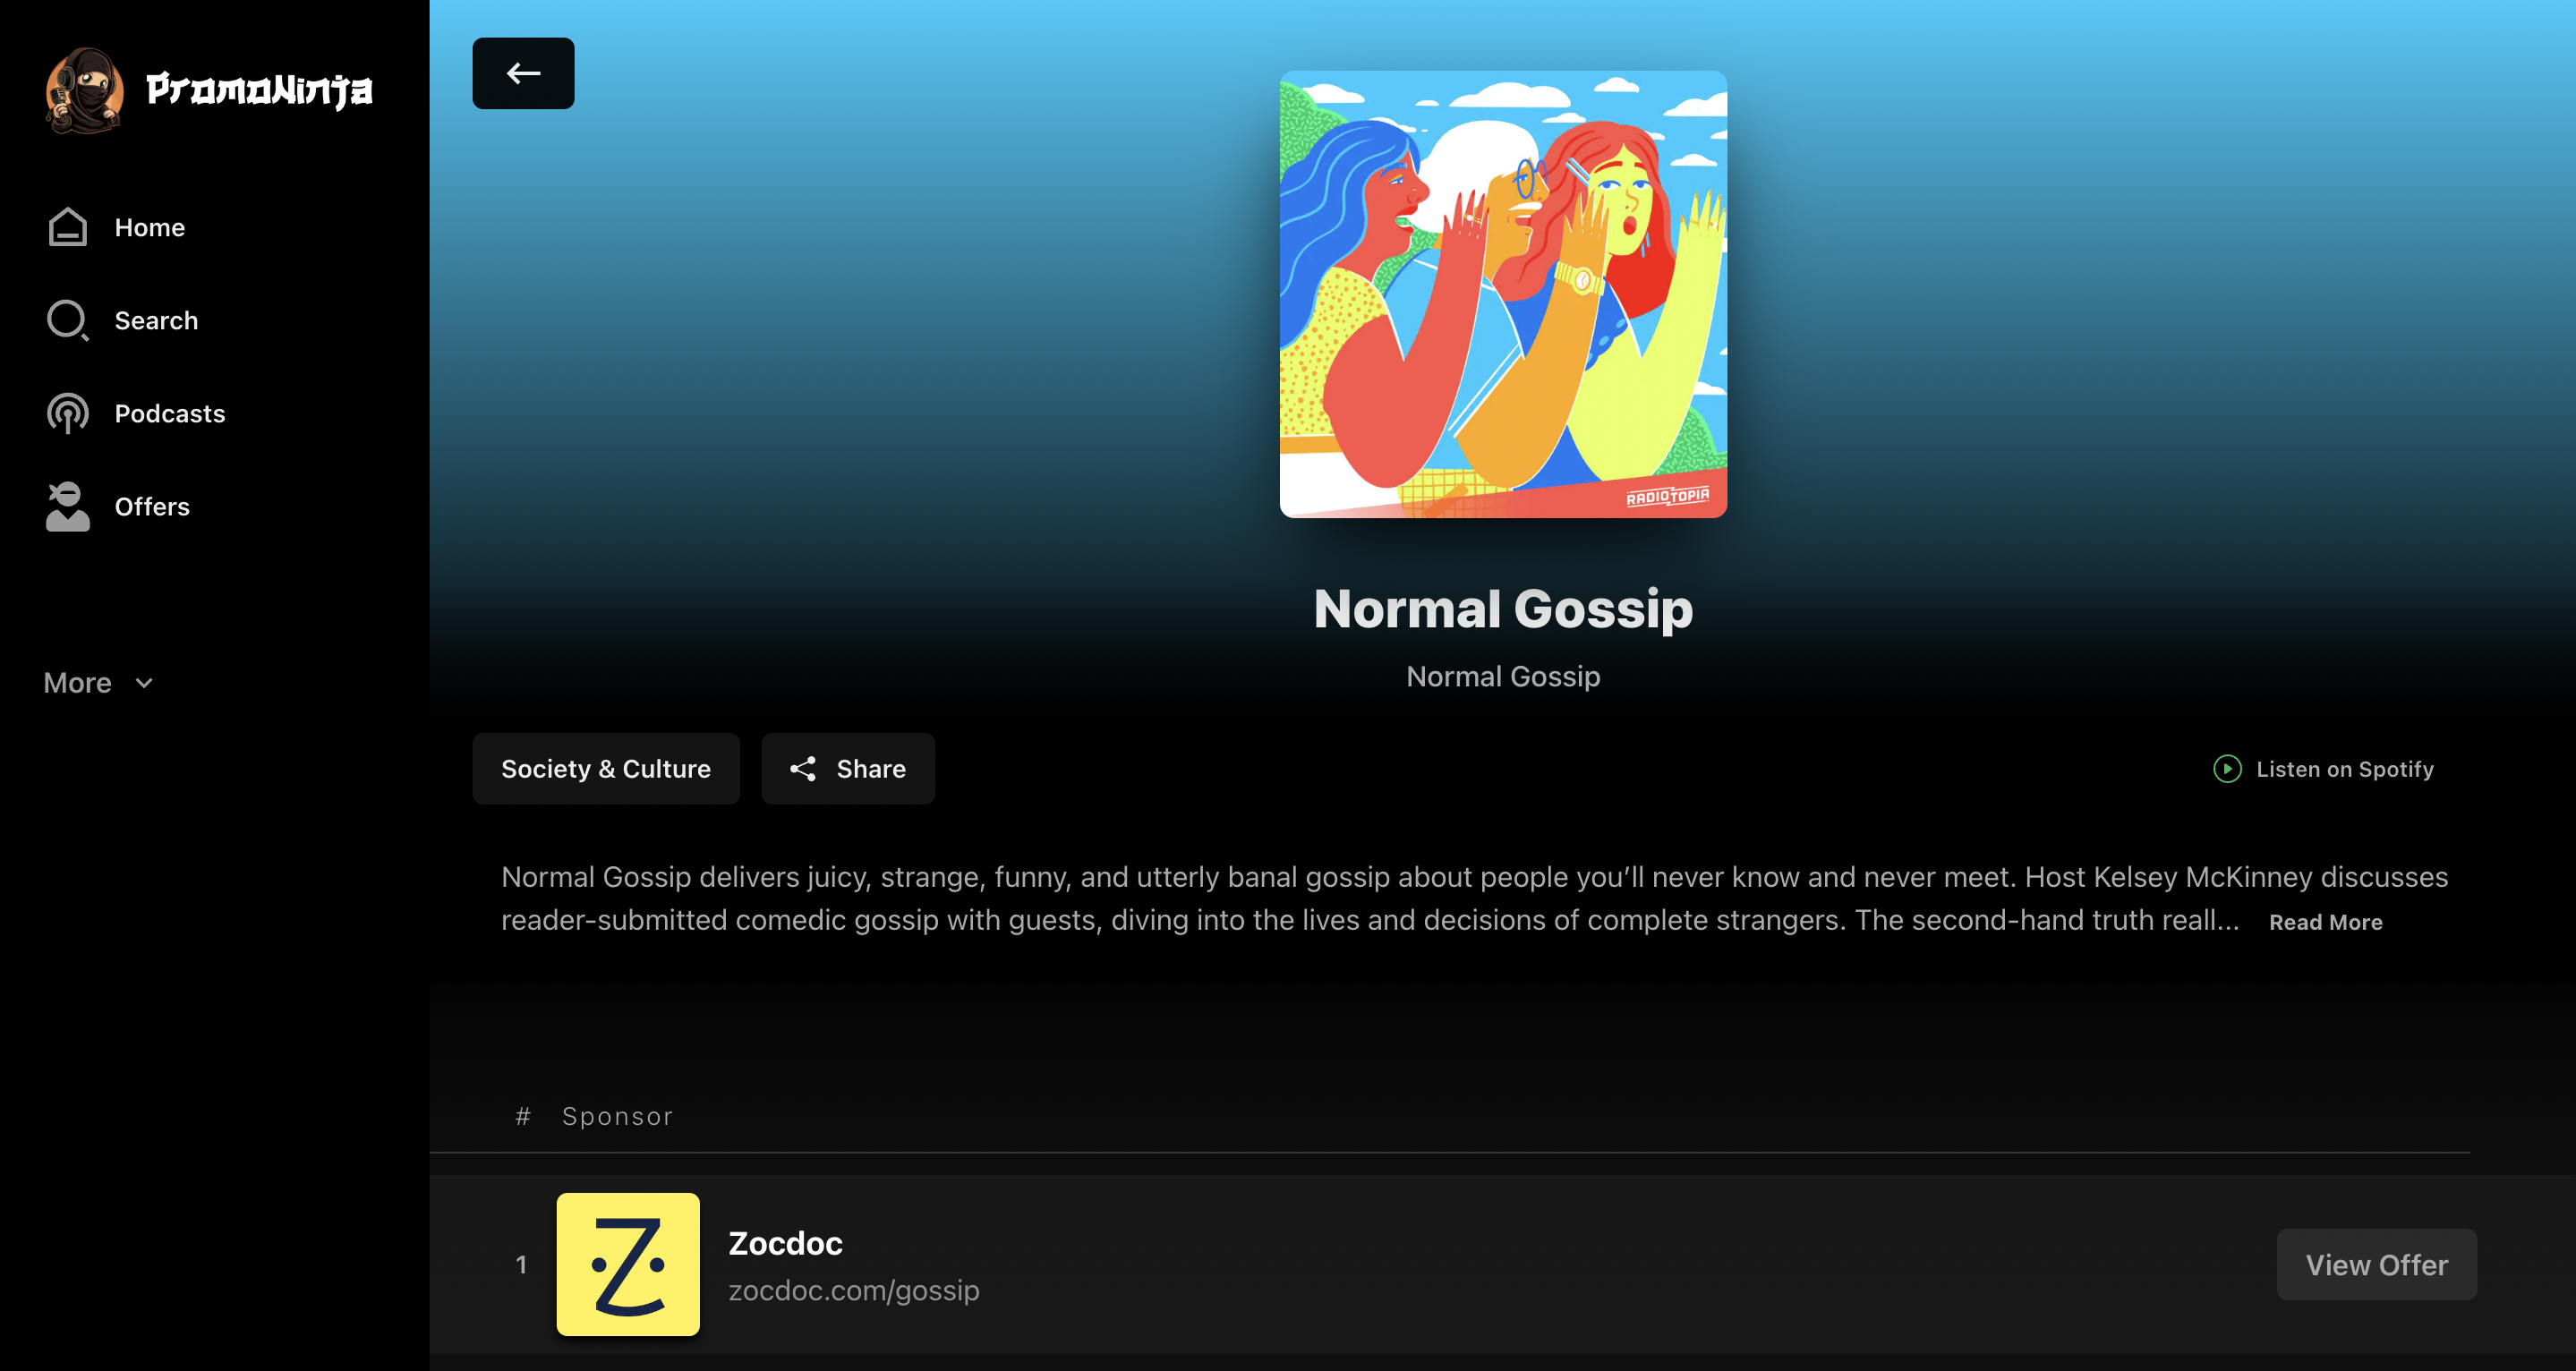 PromoNinja
Home
Search
Podcasts
Offers
More
RADIOTOPIA
Normal Gossip
Normal Gossip
Society & Culture
Share
Listen on Spotify
Normal Gossip delivers juicy, strange, funny, and utterly banal gossip about people you’ll never know and never meet. Host Kelsey McKinney discusses
reader-submitted comedic gossip with guests, diving into the lives and decisions of complete strangers. The second-hand truth reall... Read More
# Sponsor
1
Zocdoc
zocdoc.com/gossip
View Offer